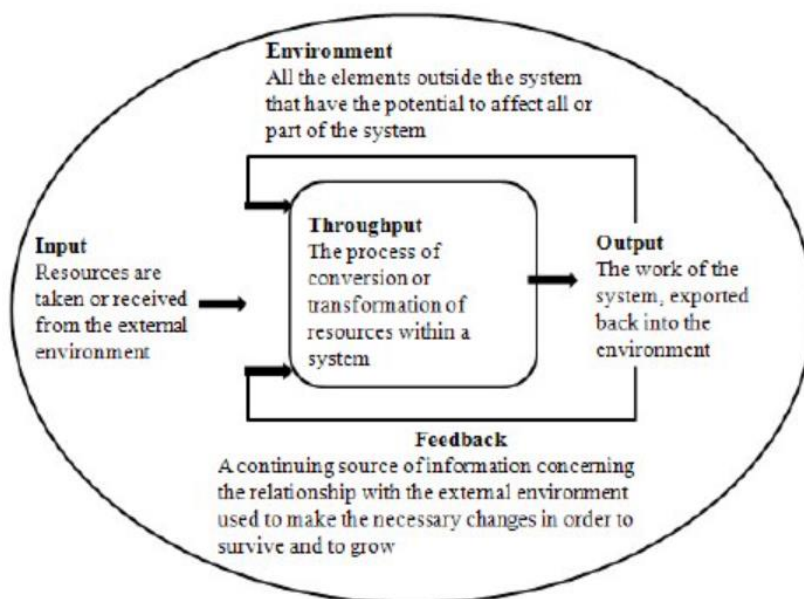 Environment
All the elements outside the system
that have the potential to affect all or
part of the system
Input
Resources are
taken or received
from the external
environment
Throughput
The process of
conversion or
transformation of
resources within a
system
Output
The work of the
system, exported
back into the
environment
Feedback
A continuing source of information concerning
the relationship with the external environment
used to make the necessary changes in order to
survive and to grow